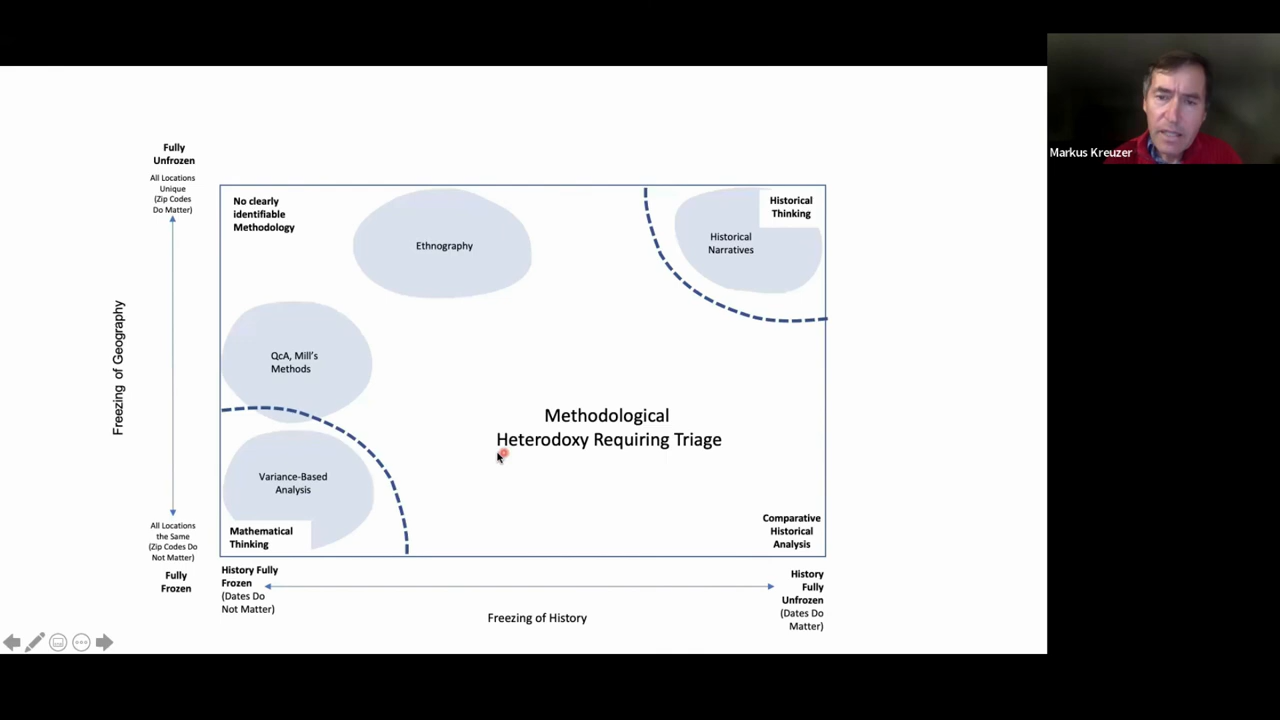 Markus Kreuzer
Fully
Unfrozen
All Locations
Unique
(Zip Codes
Do Matter)
No clearly
identifiable
Methodology
Ethnography
Historical
Narratives
Historical
Thinking
Freezing of Geography
QcA, Mill's
Methods
Methodological
Heterodoxy Requiring Triage
Variance-Based
Analysis
Mathematical
Thinking
Comparative
Historical
Analysis
All Locations
the Same
(Zip Codes Do
Not Matter)
Fully
Frozen
History Fully
Frozen
(Dates Do
Not Matter)
Freezing of History
History
Fully
Unfrozen
(Dates Do
Matter)